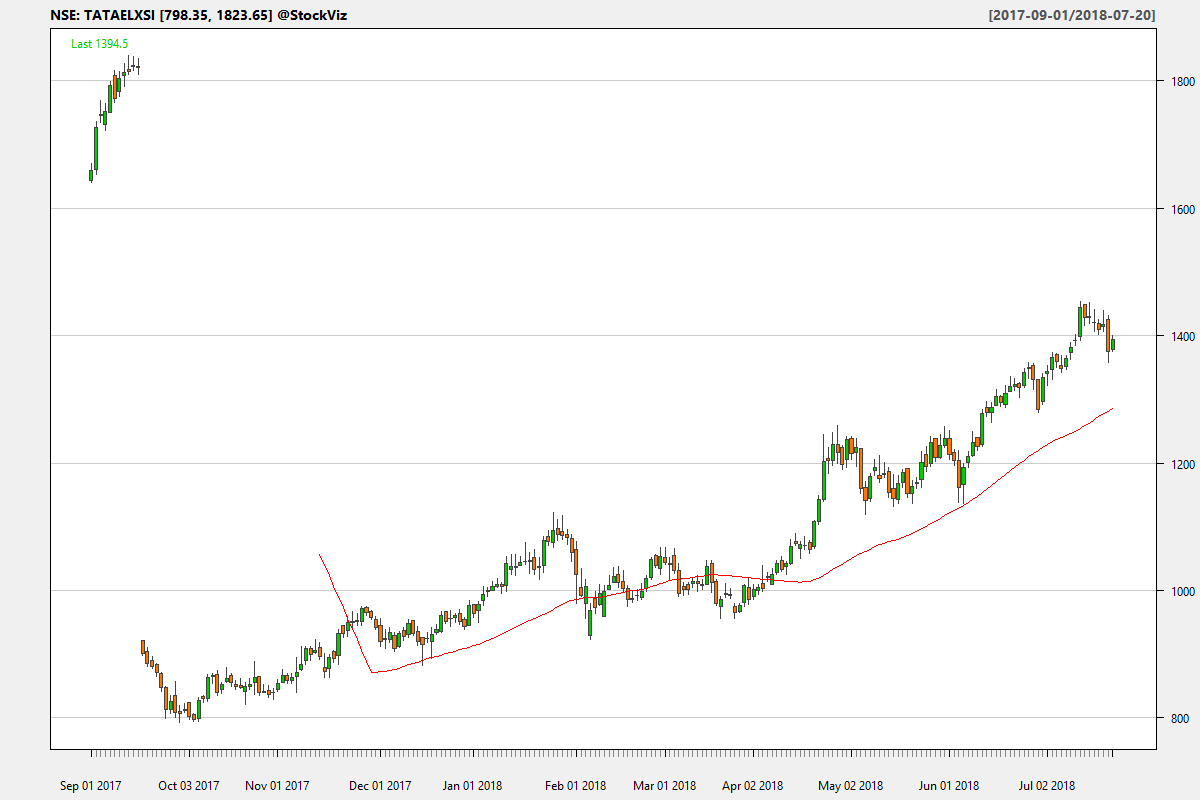 NSE: TATAELXSI [798.35, 1823.65] @StockViz [2017-09-01/2018-07-20]
Last 1394.5
1800
1600
1400
1200
1000
800
Sep 01 2017 Oct 03 2017 Nov 01 2017 Dec 01 2017 Jan 01 2018 Feb 01 2018 Mar 01 2018 Apr 02 2018 May 02 2018 Jun 01 2018 Jul 02 2018